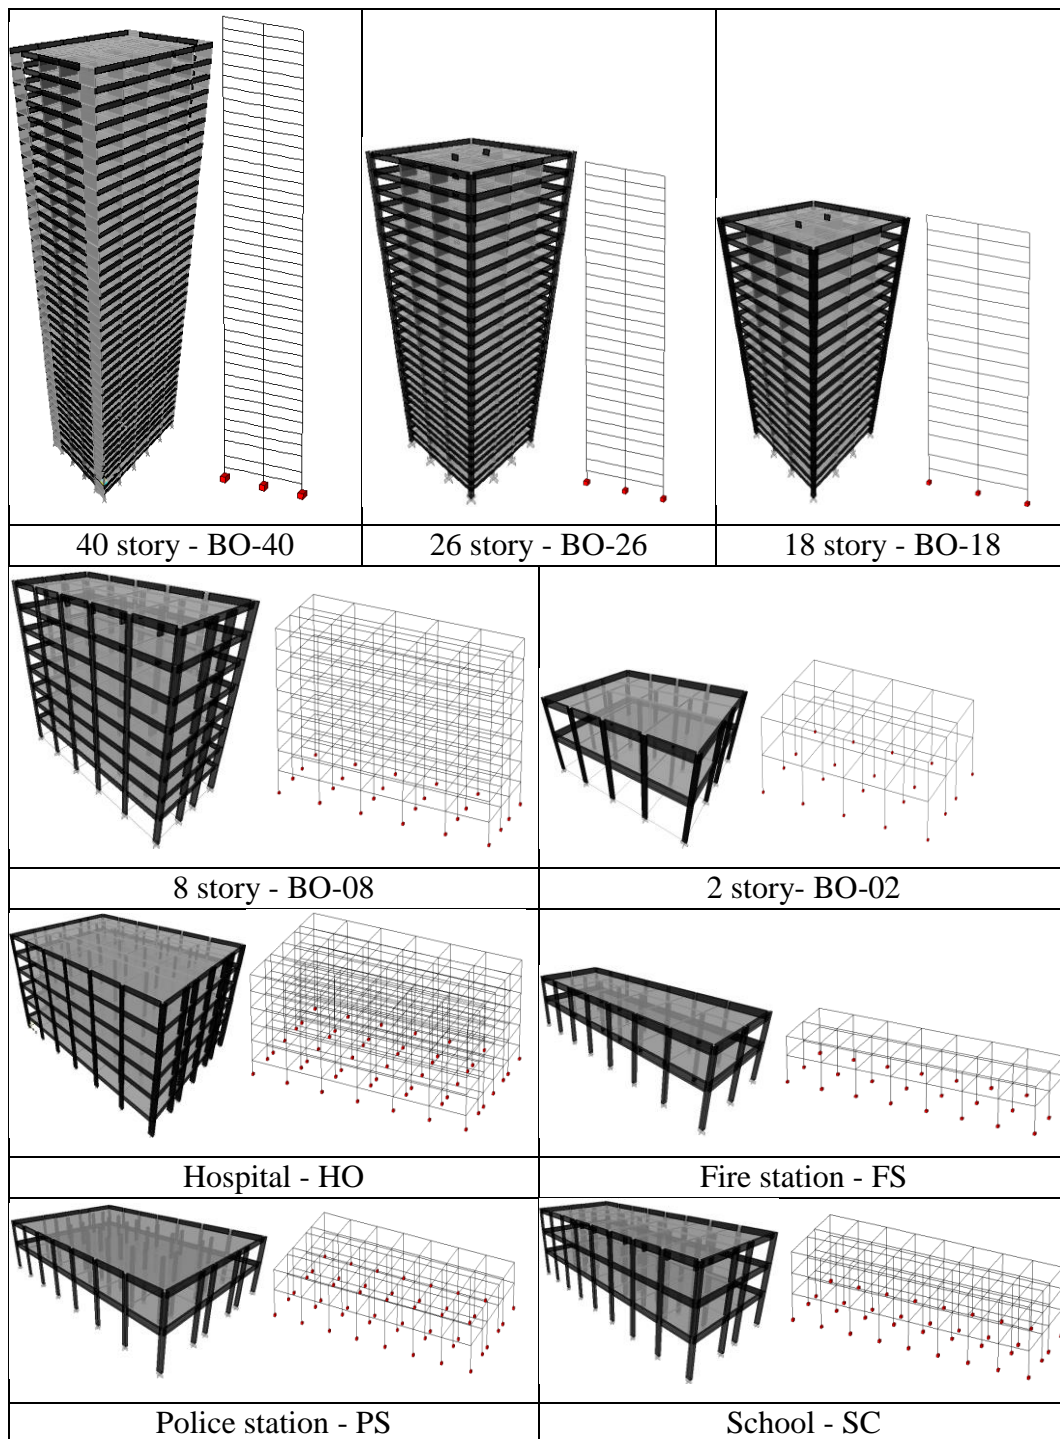 40 story - BO-40
26 story - BO-26
18 story - BO-18
8 story - BO-08
2 story- BO-02
Hospital - HO
Fire station - FS
Police station - PS
School - SC